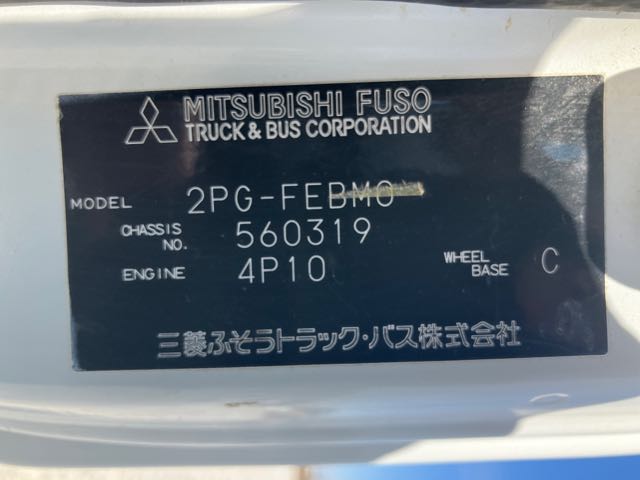 MITSUBISHI FUSO
TRUCK & BUS CORPORATION
MODEL 2PG-FEBM0
CHASSIS NO. 560319
ENGINE 4P10 WHEEL BASE C
三菱ふそうトラック・バス株式会社